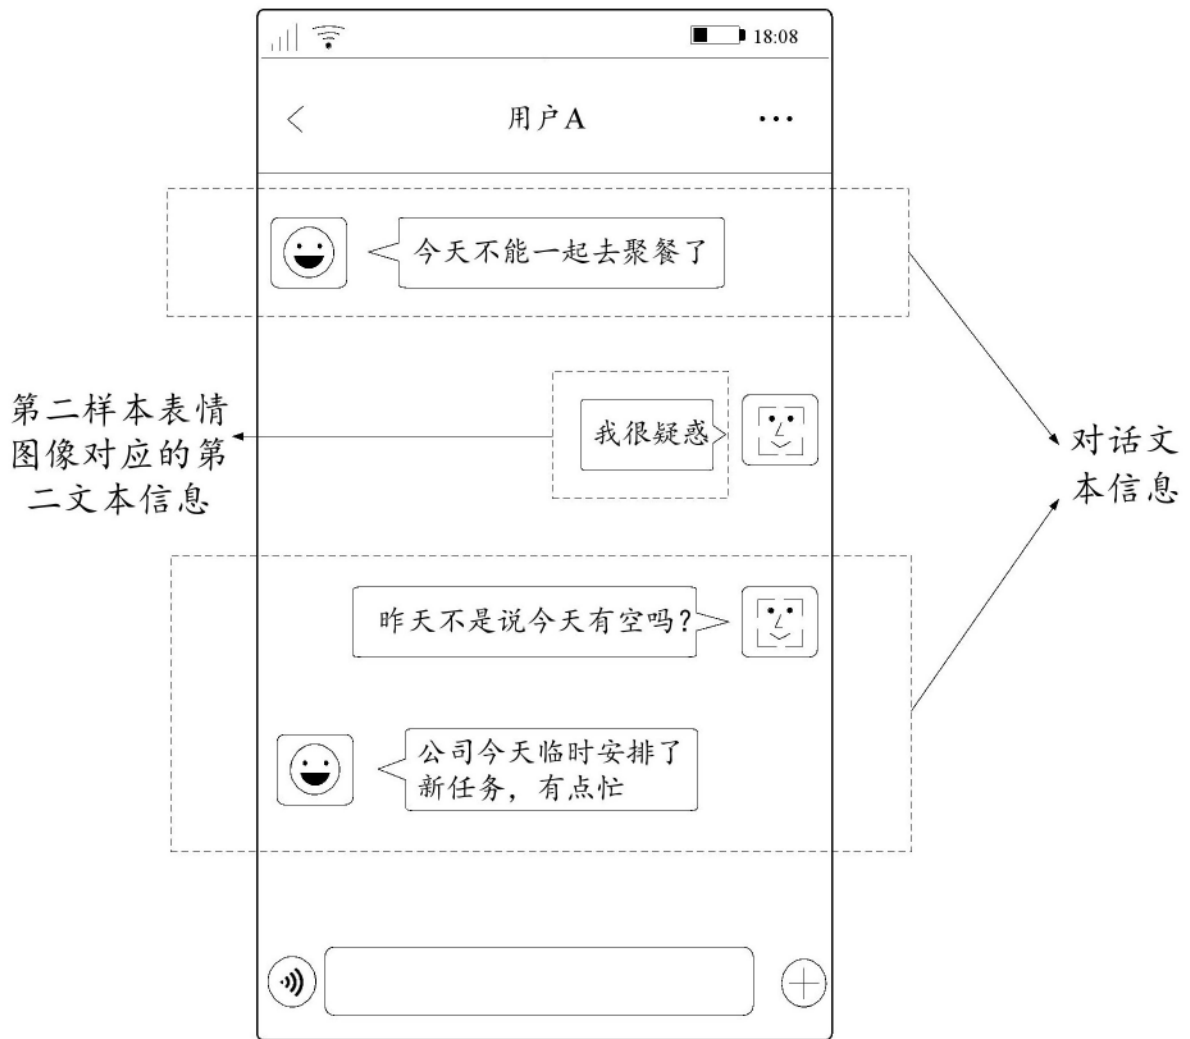 18:08
用户A
今天不能一起去聚餐了
第二样本表情
图像对应的第
二文本信息
我很疑惑
对话文
本信息
昨天不是说今天有空吗?
公司今天临时安排了
新任务，有点忙